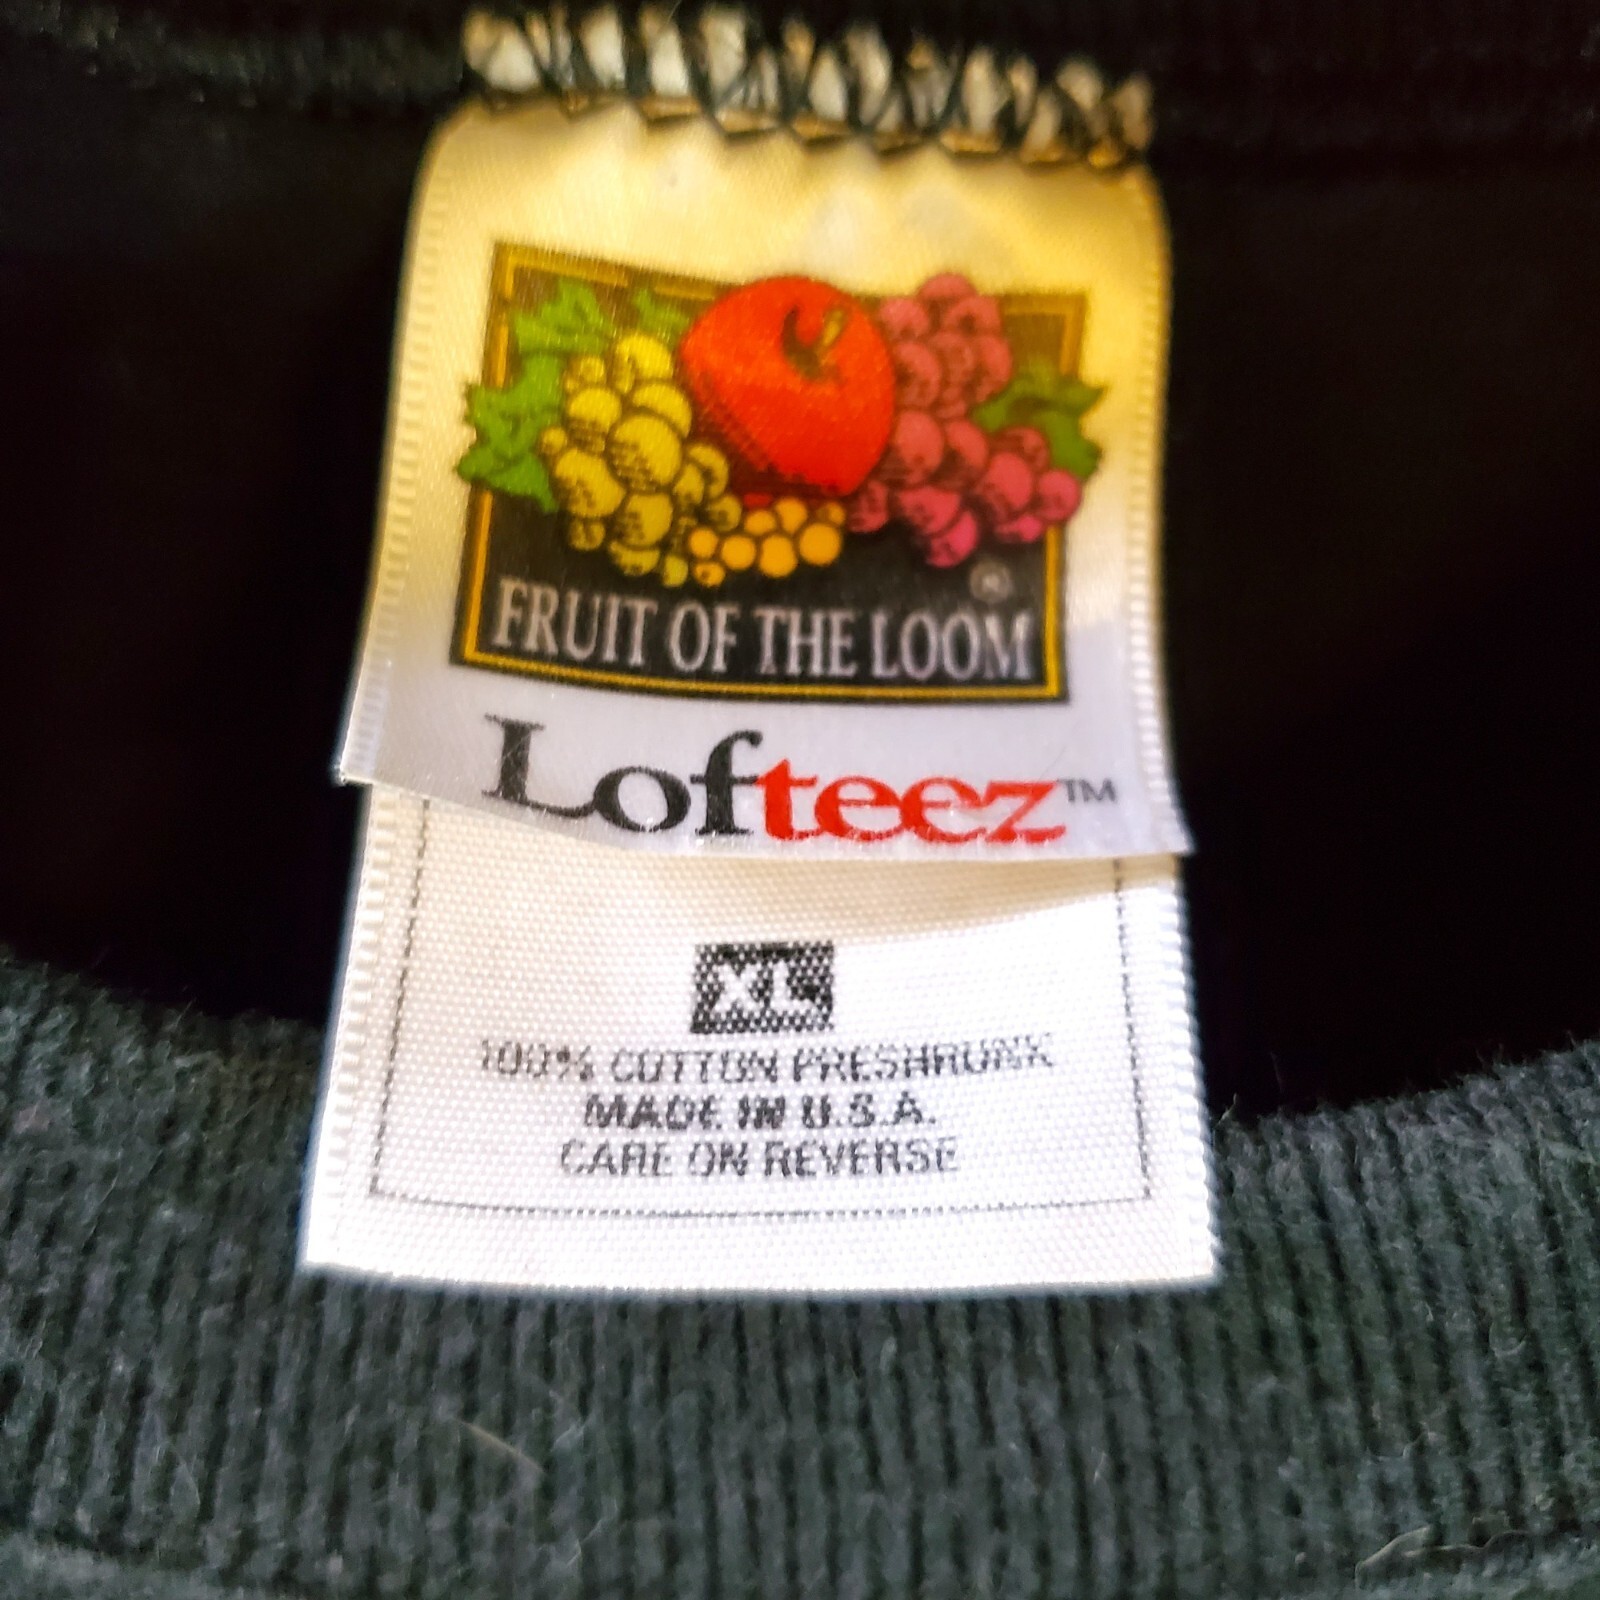 ®
FRUIT OF THE LOOM
Lofteez™
XL
100% COTTON PRESHRUNK
MADE IN U.S.A.
CARE ON REVERSE